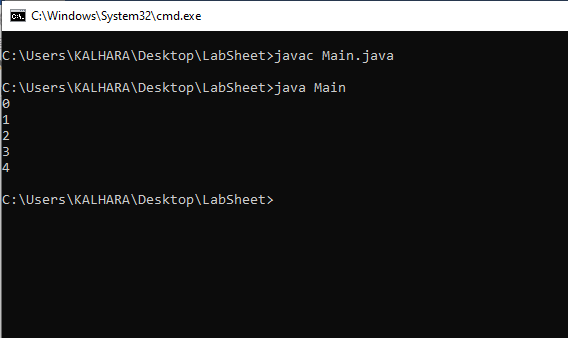 C:\Windows\System32\cmd.exe
C:\Users\KALHARA\Desktop\LabSheet>javac Main.java
C:\Users\KALHARA\Desktop\LabSheet>java Main
0
1
2
3
4
C:\Users\KALHARA\Desktop\LabSheet>